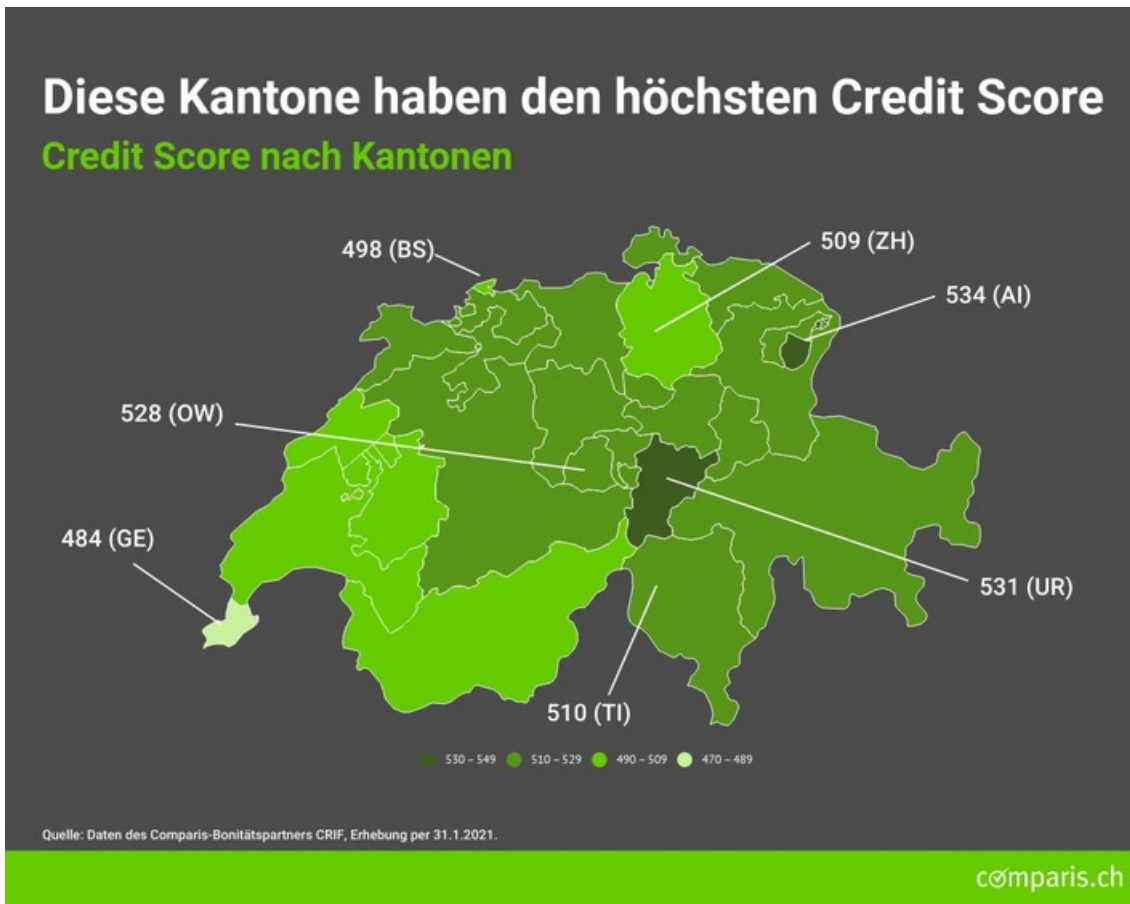 Diese Kantone haben den höchsten Credit Score
Credit Score nach Kantonen
498 (BS)
509 (ZH)
534 (AI)
528 (OW)
484 (GE)
531 (UR)
510 (TI)
530 – 549 510 – 529 490 – 509 470 – 489
Quelle: Daten des Comparis-Bonitätspartners CRIF, Erhebung per 31.1.2021.
comparis.ch